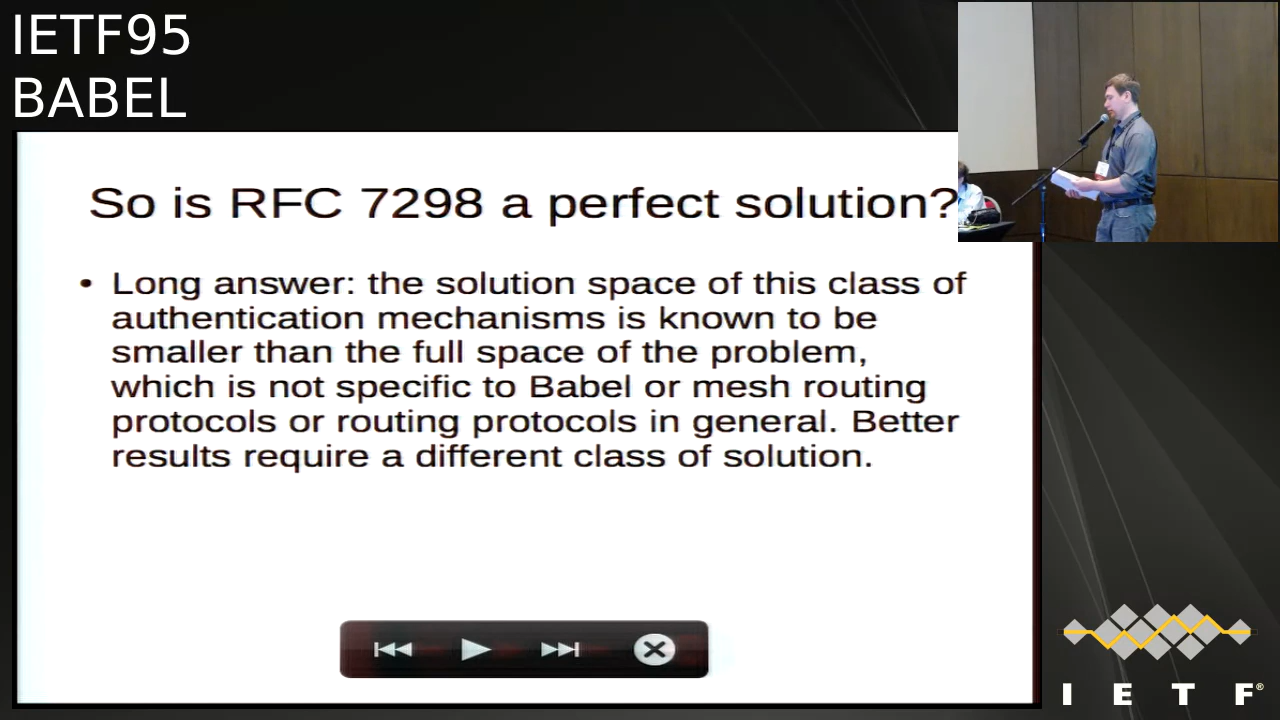 IETF95
BABEL
So is RFC 7298 a perfect solution?
• Long answer: the solution space of this class of
authentication mechanisms is known to be
smaller than the full space of the problem,
which is not specific to Babel or mesh routing
protocols or routing protocols in general. Better
results require a different class of solution.
I E T F®